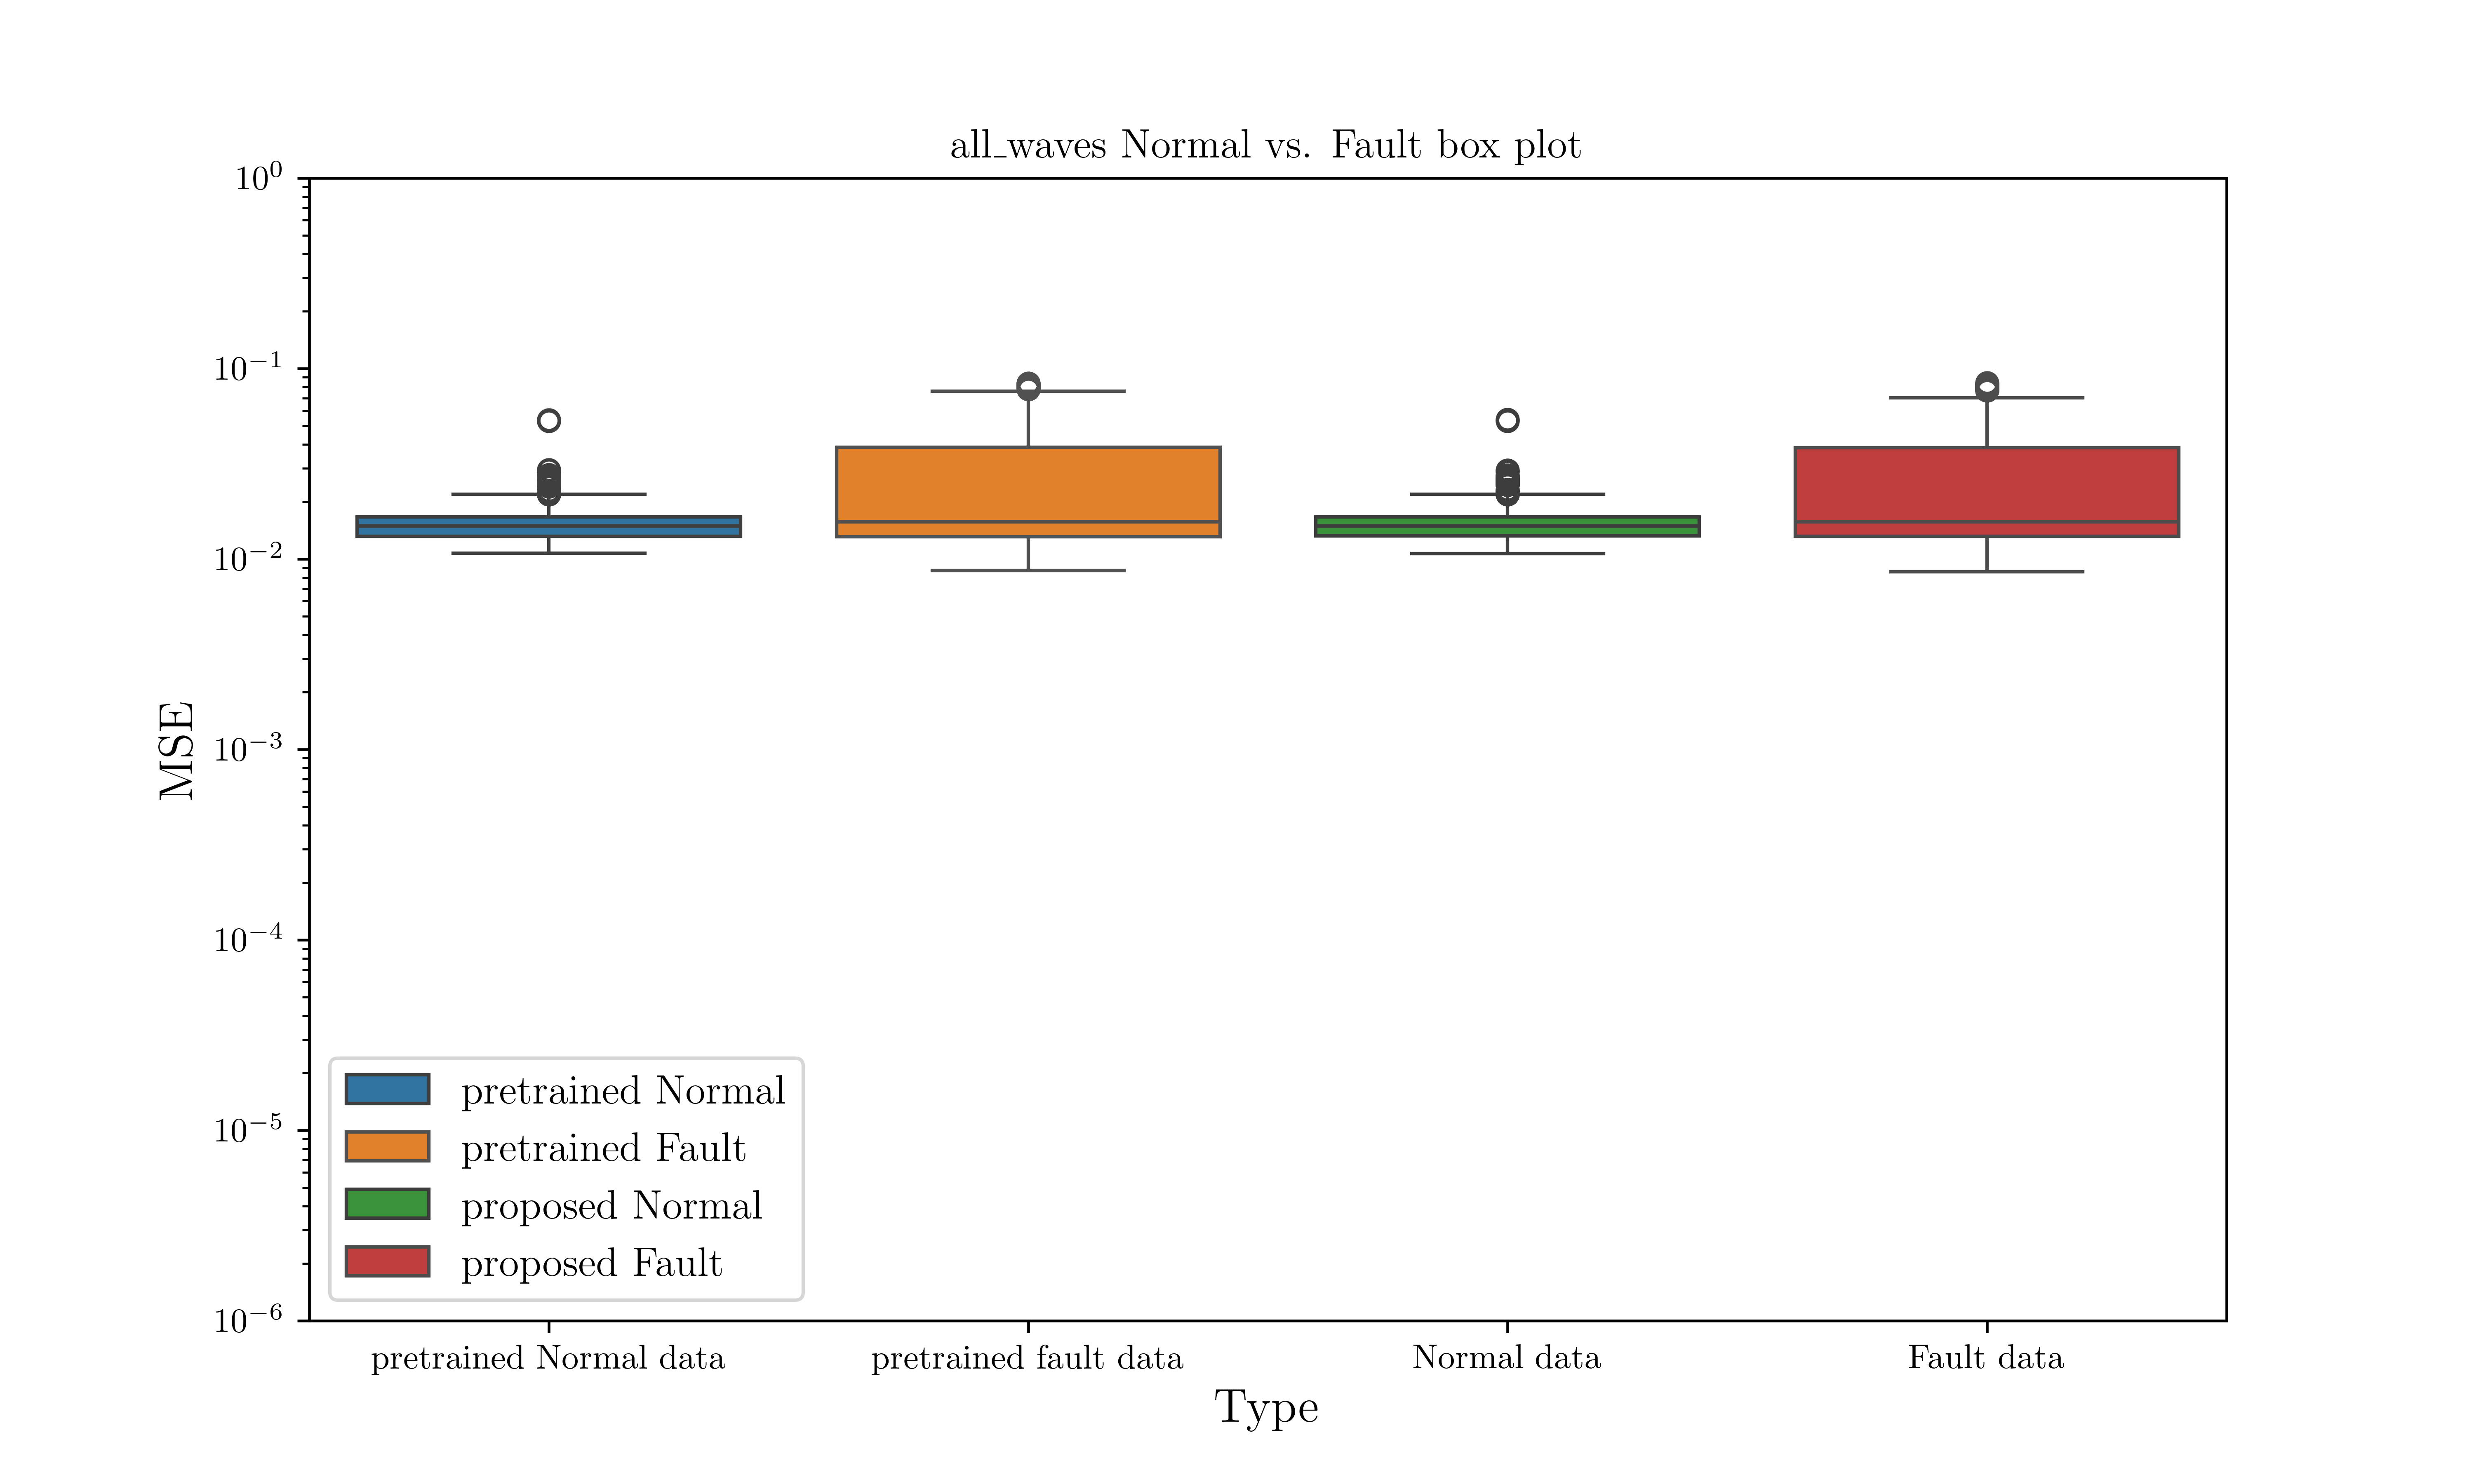 all_waves Normal vs. Fault box plot
10⁰
10⁻¹
10⁻²
10⁻³
10⁻⁴
10⁻⁵
10⁻⁶
MSE
pretrained Normal
pretrained Fault
proposed Normal
proposed Fault
pretrained Normal data
pretrained fault data
Normal data
Fault data
Type